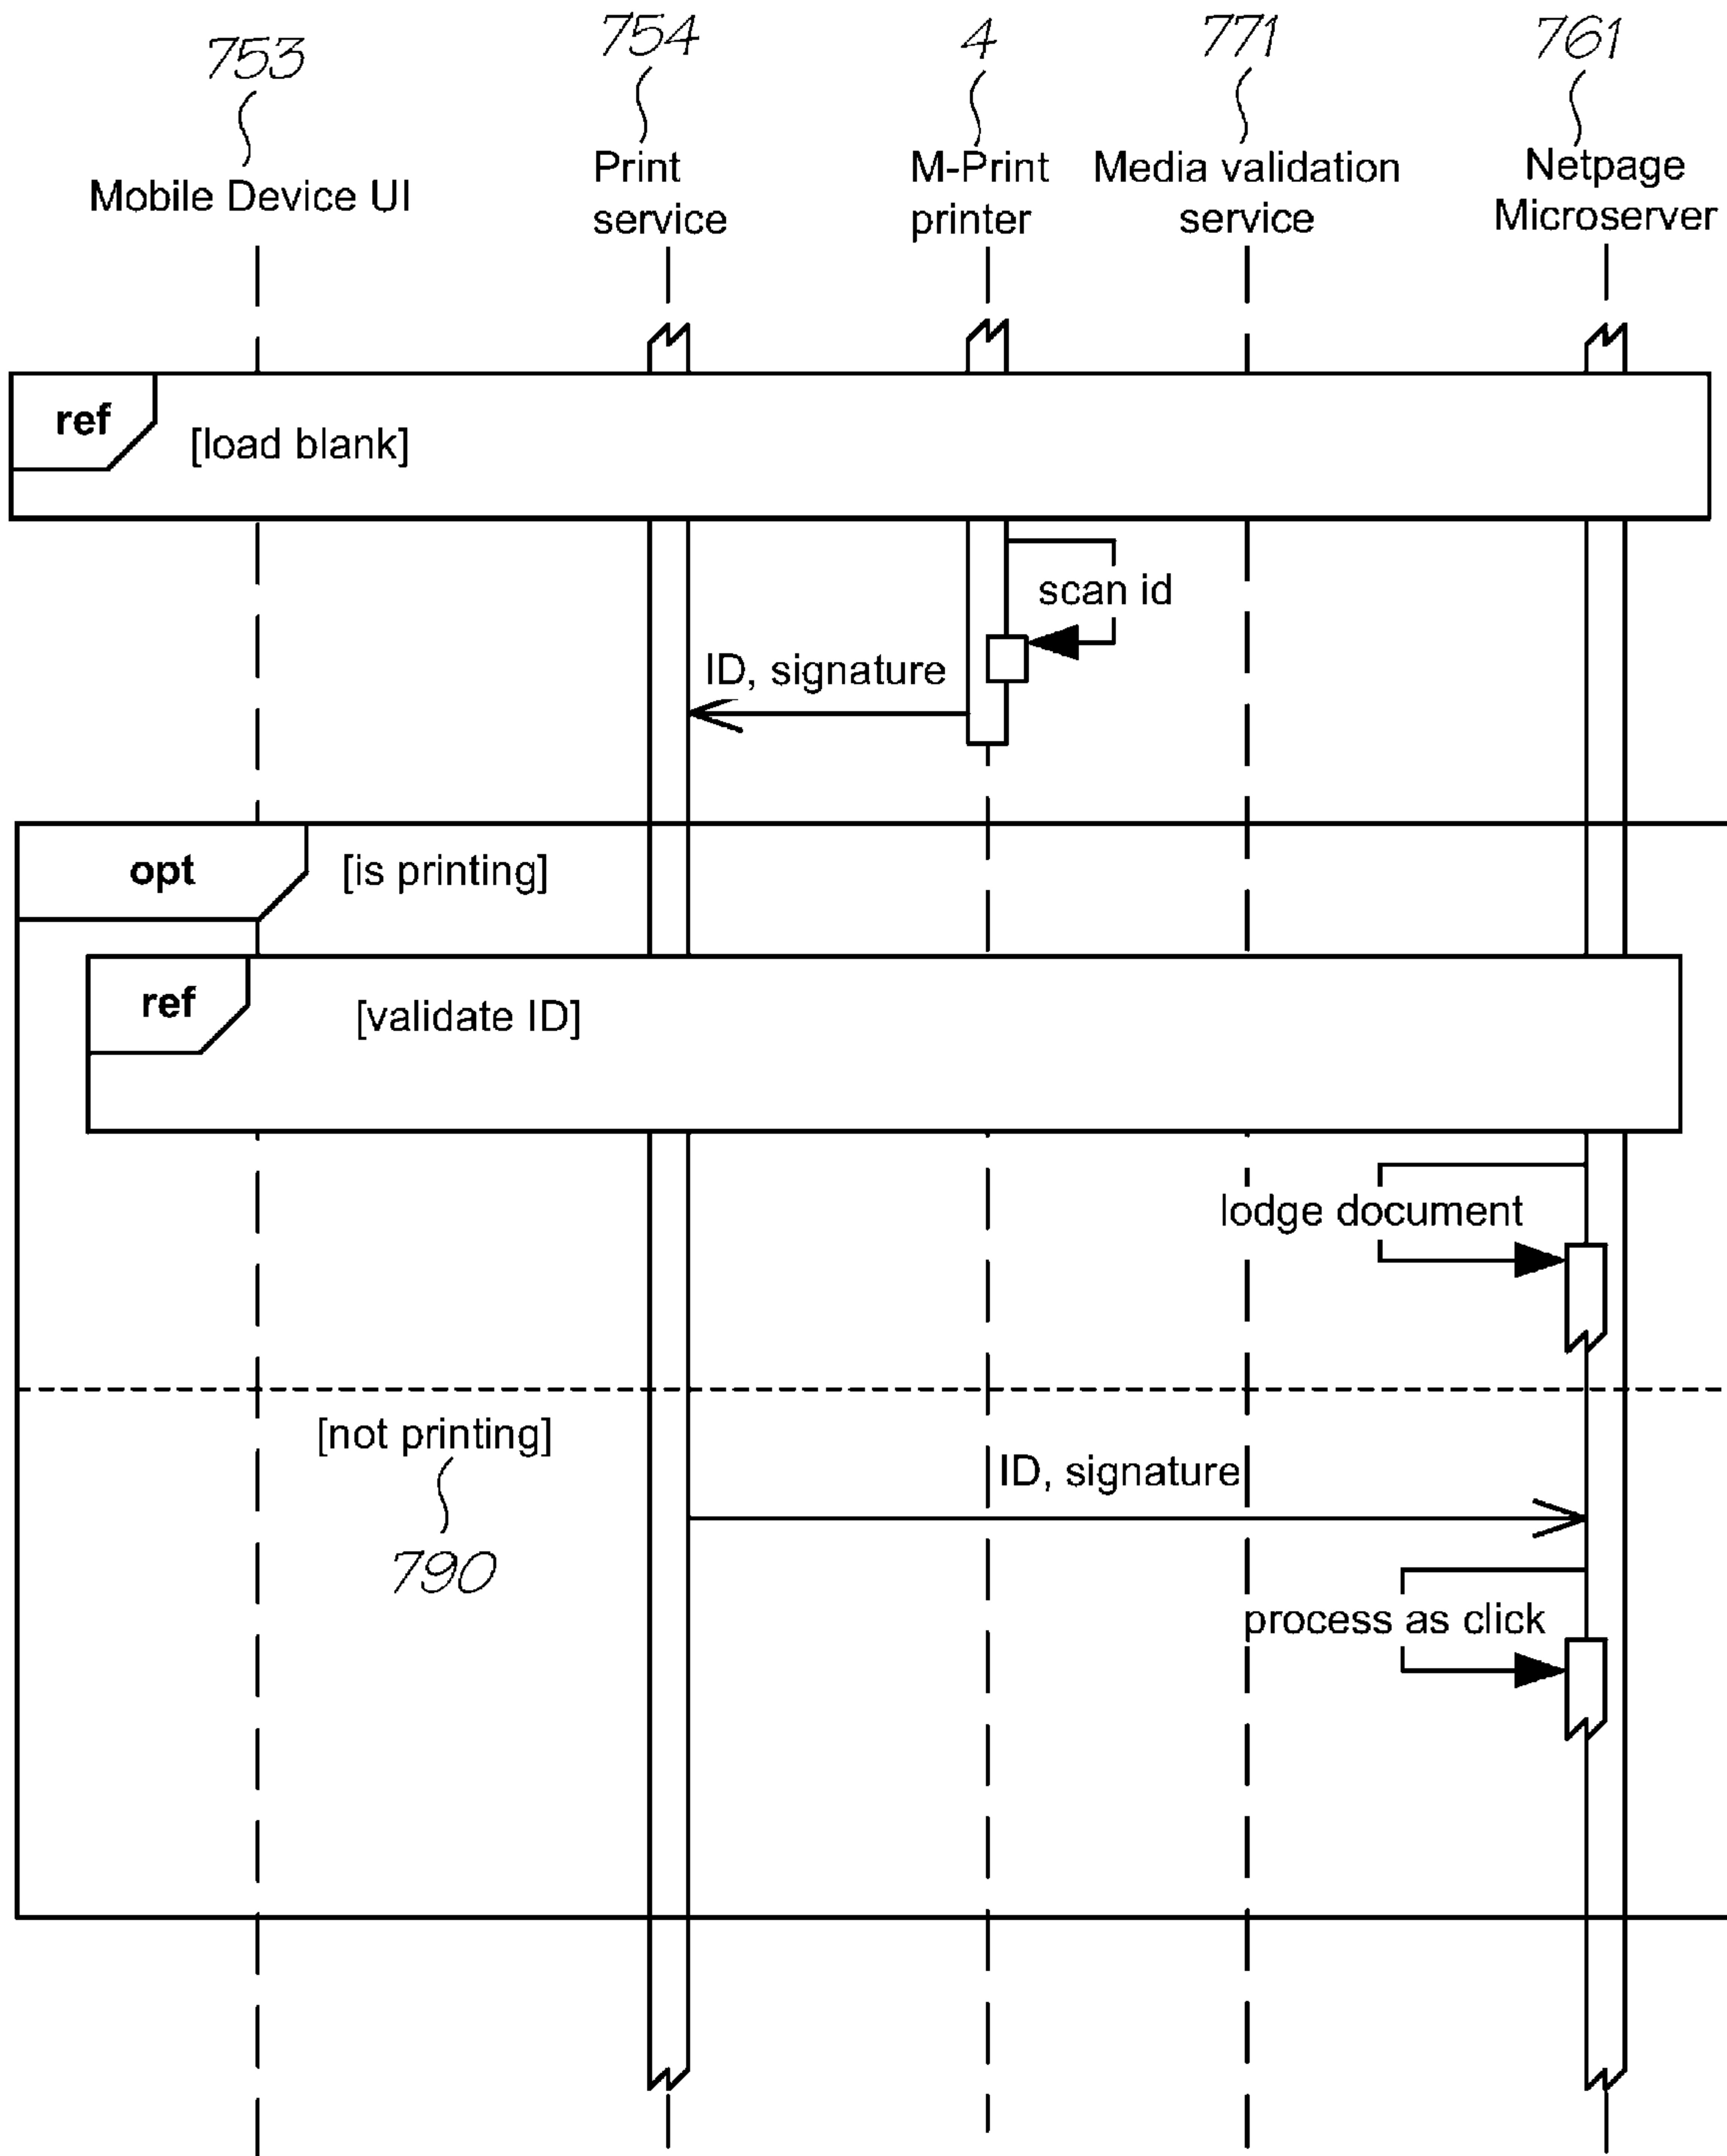 753
754
4
771
761
Mobile Device UI
Print
service
M-Print
printer
Media validation
service
Netpage
Microserver
ref
[load blank]
scan id
ID, signature
opt
[is printing]
ref
[validate ID]
lodge document
[not printing]
790
ID, signature
process as click